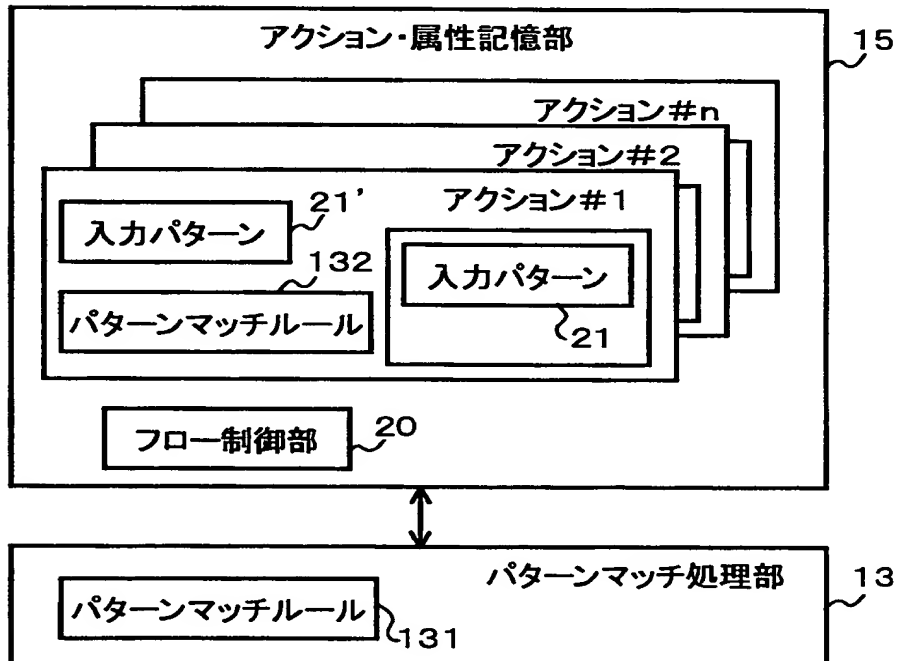 アクション・属性記憶部
15
アクション#n
アクション#2
アクション#1
21'
入力パターン
132
入力パターン
パターンマッチルール
21
フロー制御部
20
パターンマッチ処理部
13
パターンマッチルール
131